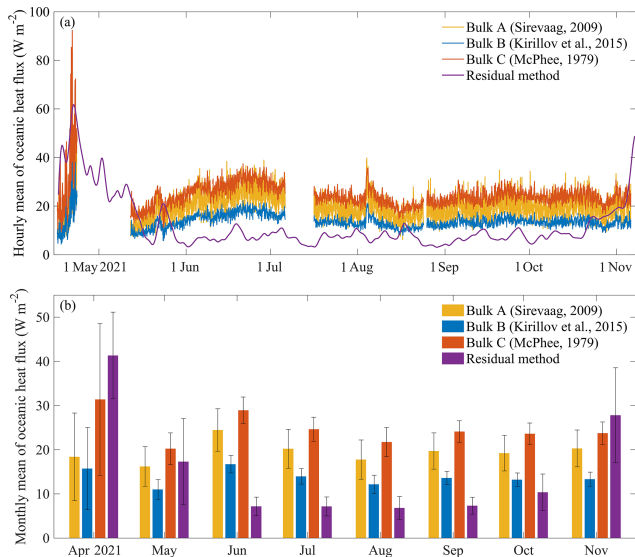 (a)
Hourly mean of oceanic heat flux (W m⁻²)
100
80
60
40
20
0
Bulk A (Sirevaag, 2009)
Bulk B (Kirillov et al., 2015)
Bulk C (McPhee, 1979)
Residual method
1 May 2021
1 Jun
1 Jul
1 Aug
1 Sep
1 Oct
1 Nov
(b)
Monthly mean of oceanic heat flux (W m⁻²)
50
40
30
20
10
0
Bulk A (Sirevaag, 2009)
Bulk B (Kirillov et al., 2015)
Bulk C (McPhee, 1979)
Residual method
Apr 2021
May
Jun
Jul
Aug
Sep
Oct
Nov